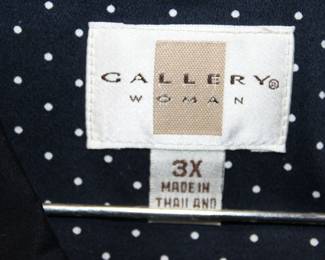 GALLERY®
WOMAN
3X
MADE IN
THAILAND